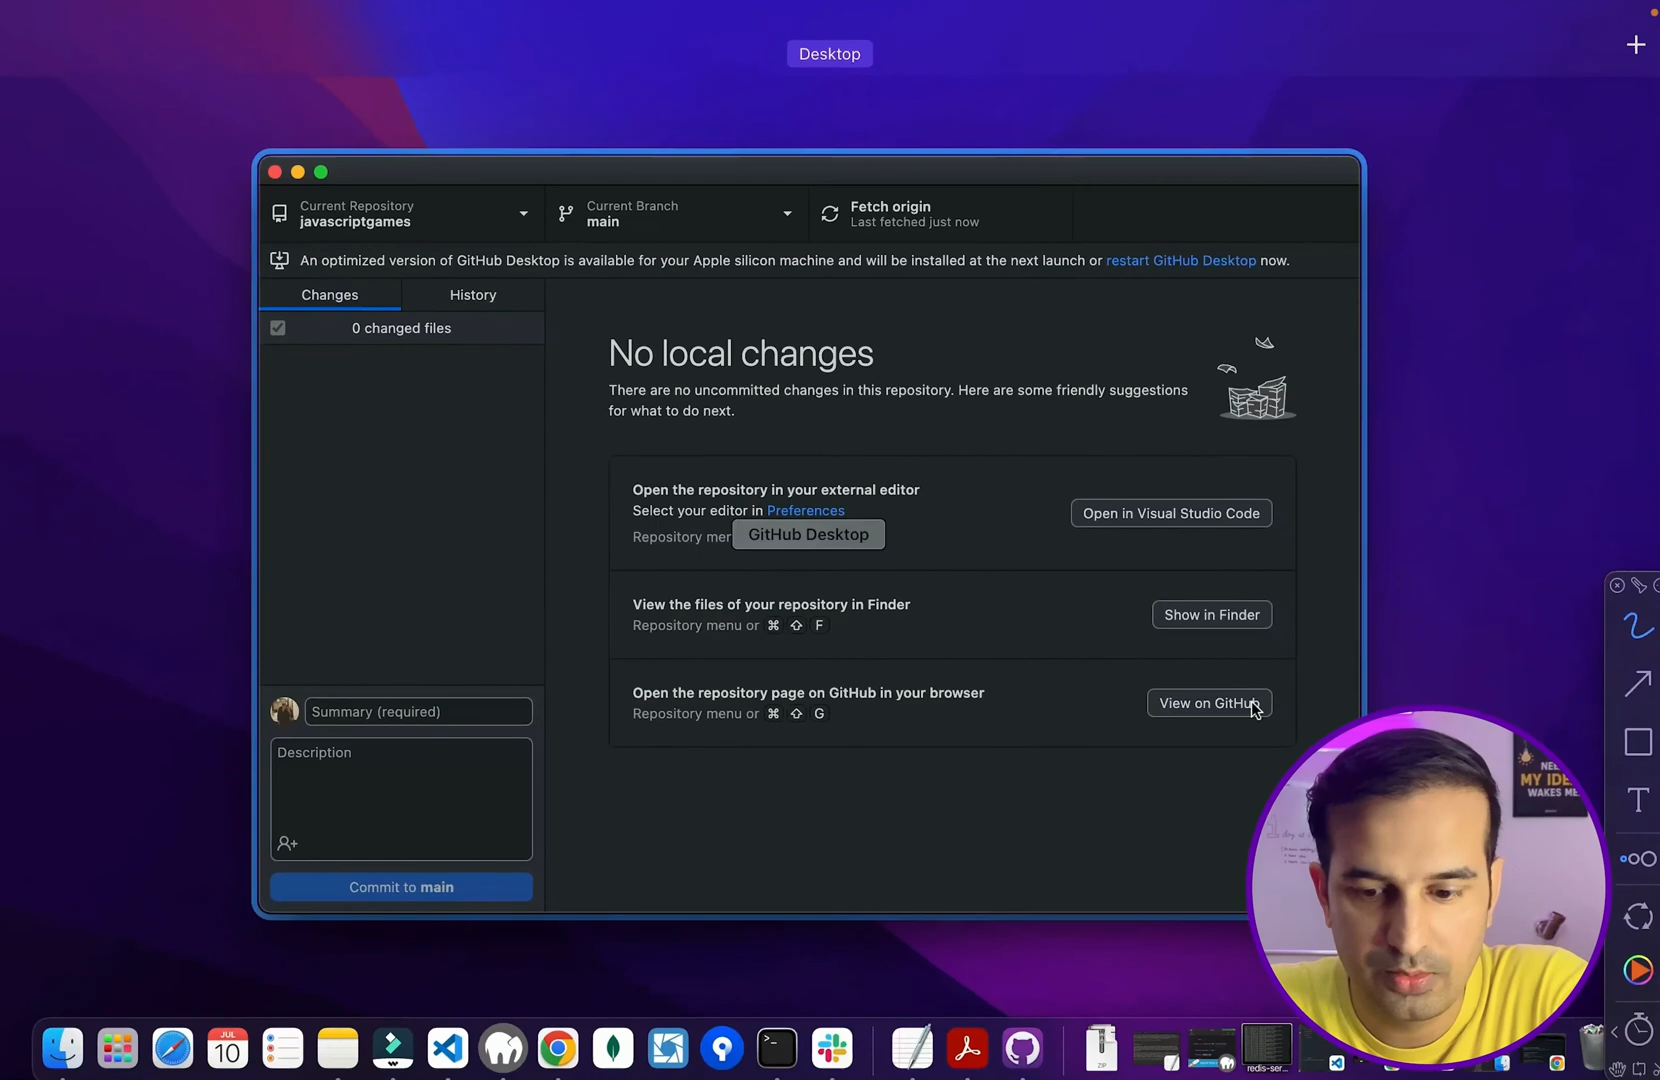 Desktop
Current Repository
javascriptgames
Current Branch
main
Fetch origin
Last fetched just now
An optimized version of GitHub Desktop is available for your Apple silicon machine and will be installed at the next launch or restart GitHub Desktop now.
Changes
History
0 changed files
No local changes
There are no uncommitted changes in this repository. Here are some friendly suggestions
for what to do next.
Open the repository in your external editor
Select your editor in Preferences
Repository mer
GitHub Desktop
Open in Visual Studio Code
View the files of your repository in Finder
Repository menu or ⌘ ⇧ F
Show in Finder
Open the repository page on GitHub in your browser
Repository menu or ⌘ ⇧ G
View on GitHub
Summary (required)
Description
Commit to main
MY IDE
WAKES ME
T
JUL
10
ZIP
redis-ser...